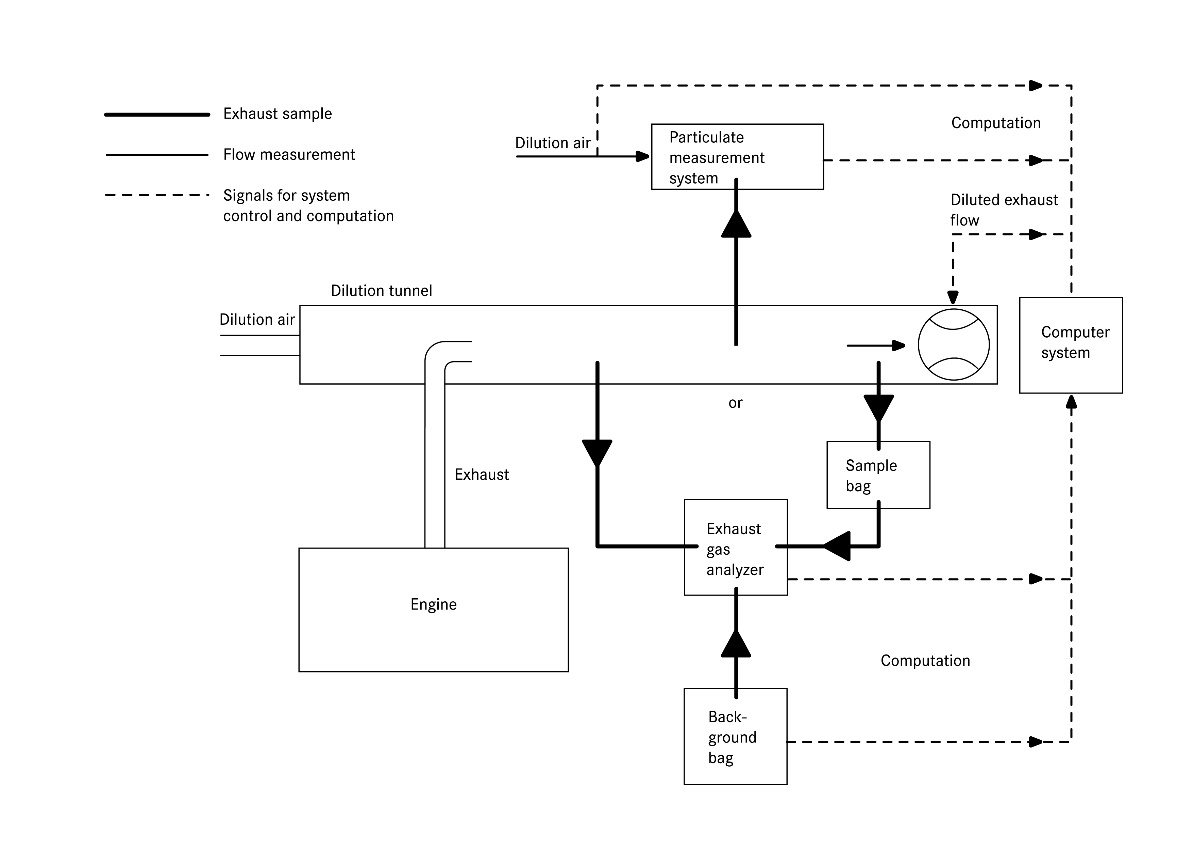 Exhaust sample
Flow measurement
Signals for system
control and computation
Dilution air
Particulate
measurement
system
Computation
Diluted exhaust
flow
Dilution tunnel
Dilution air
Computer
system
or
Exhaust
Sample
bag
Exhaust
gas
analyzer
Engine
Computation
Back-
ground
bag